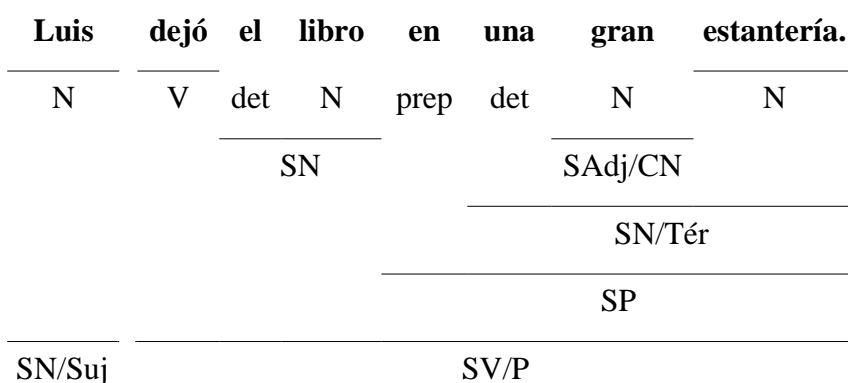 Luis dejó el libro en una gran estantería.
N V det N prep det N N
SN SAdj/CN
SN/Tér
SP
SN/Suj SV/P